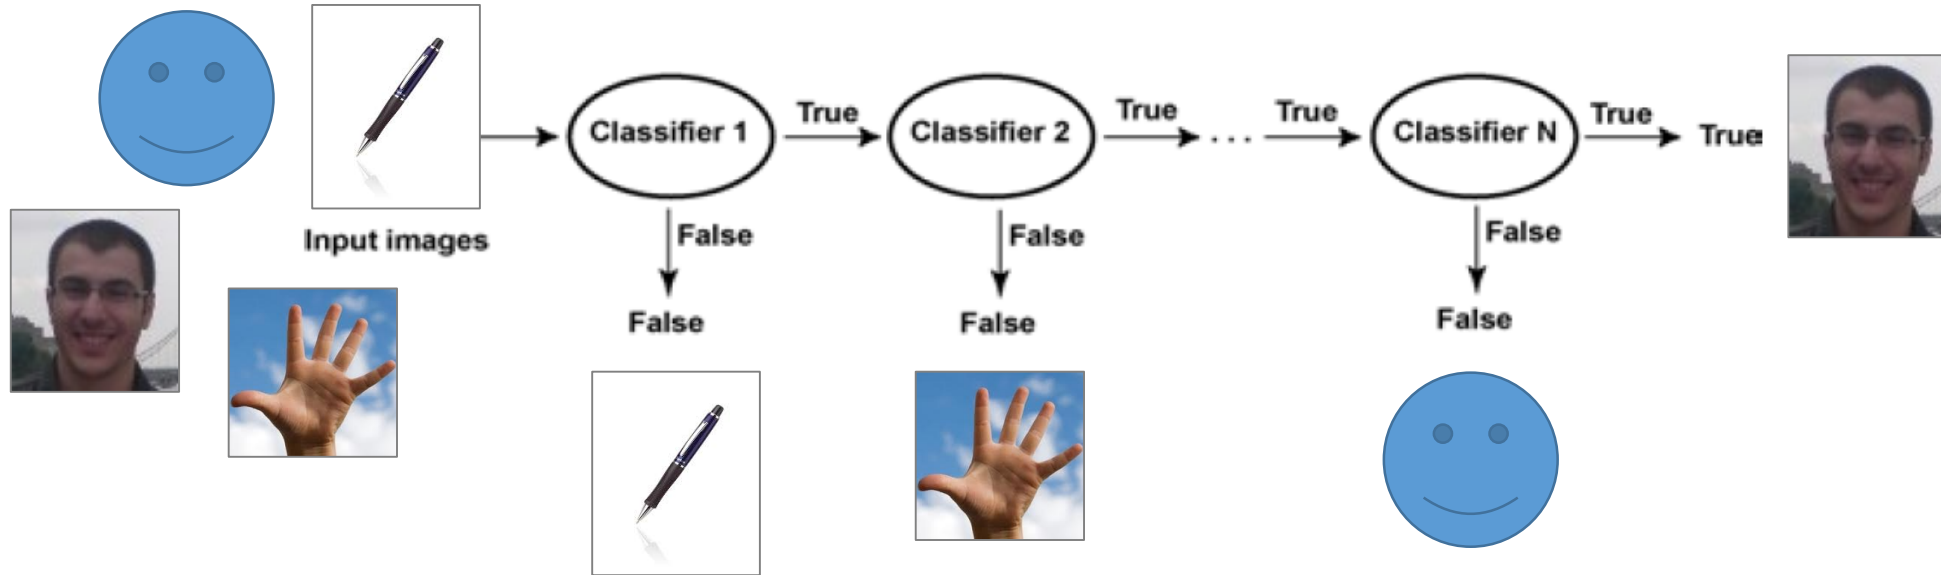 Input images
Classifier 1
True
Classifier 2
True
. . .
True
Classifier N
True
True
False
False
False
False
False
False